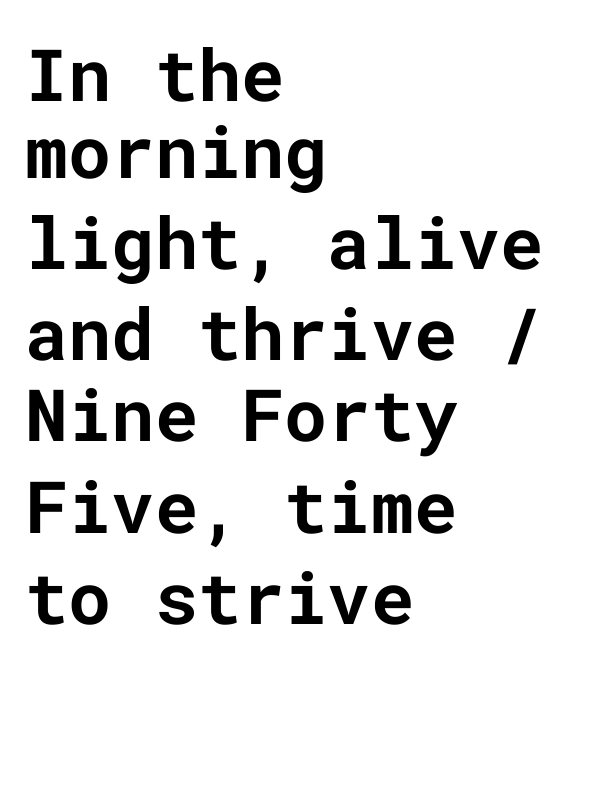 In the
morning
light, alive
and thrive /
Nine Forty
Five, time
to strive